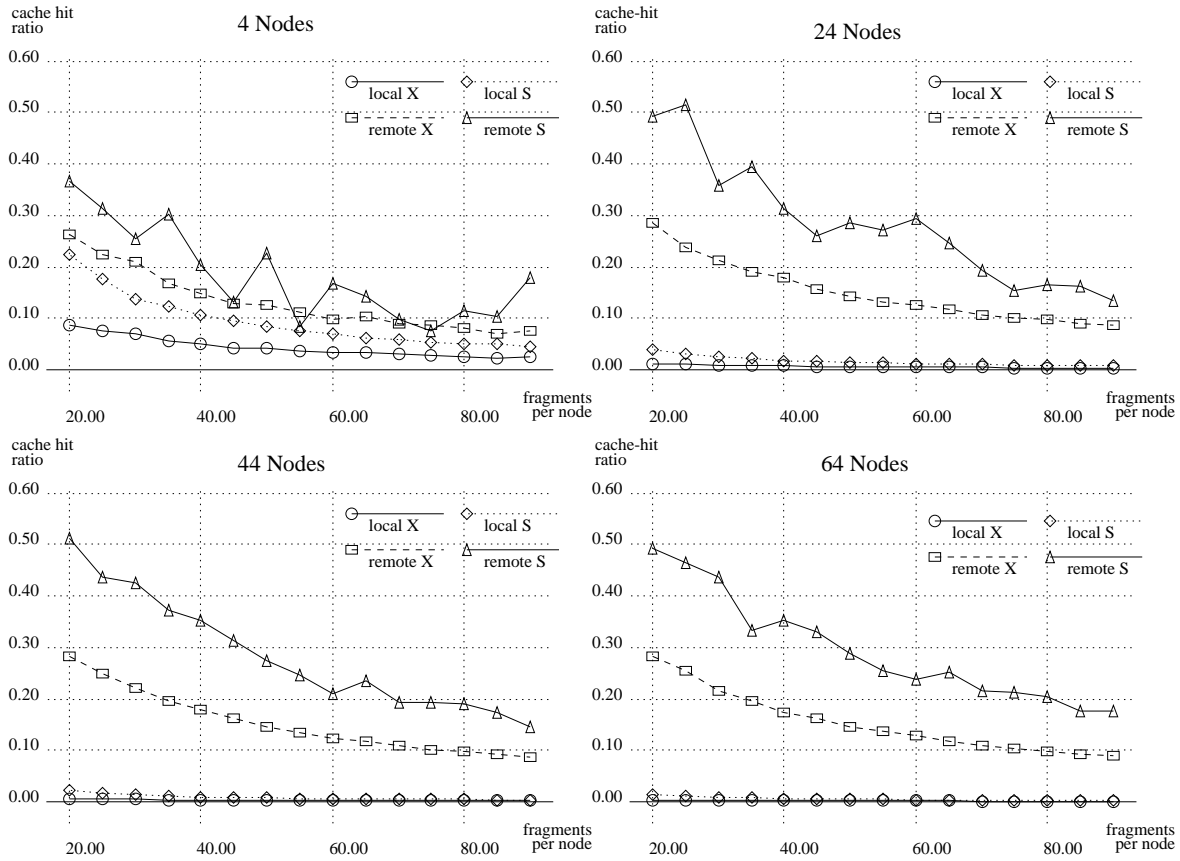 cache hit
ratio
4 Nodes
0.60
0.50
0.40
0.30
0.20
0.10
0.00
local X
local S
remote X
remote S
20.00
40.00
60.00
80.00
fragments
per node
cache-hit
ratio
24 Nodes
0.60
0.50
0.40
0.30
0.20
0.10
0.00
local X
local S
remote X
remote S
20.00
40.00
60.00
80.00
fragments
per node
cache hit
ratio
44 Nodes
0.60
0.50
0.40
0.30
0.20
0.10
0.00
local X
local S
remote X
remote S
20.00
40.00
60.00
80.00
fragments
per node
cache-hit
ratio
64 Nodes
0.60
0.50
0.40
0.30
0.20
0.10
0.00
local X
local S
remote X
remote S
20.00
40.00
60.00
80.00
fragments
per node